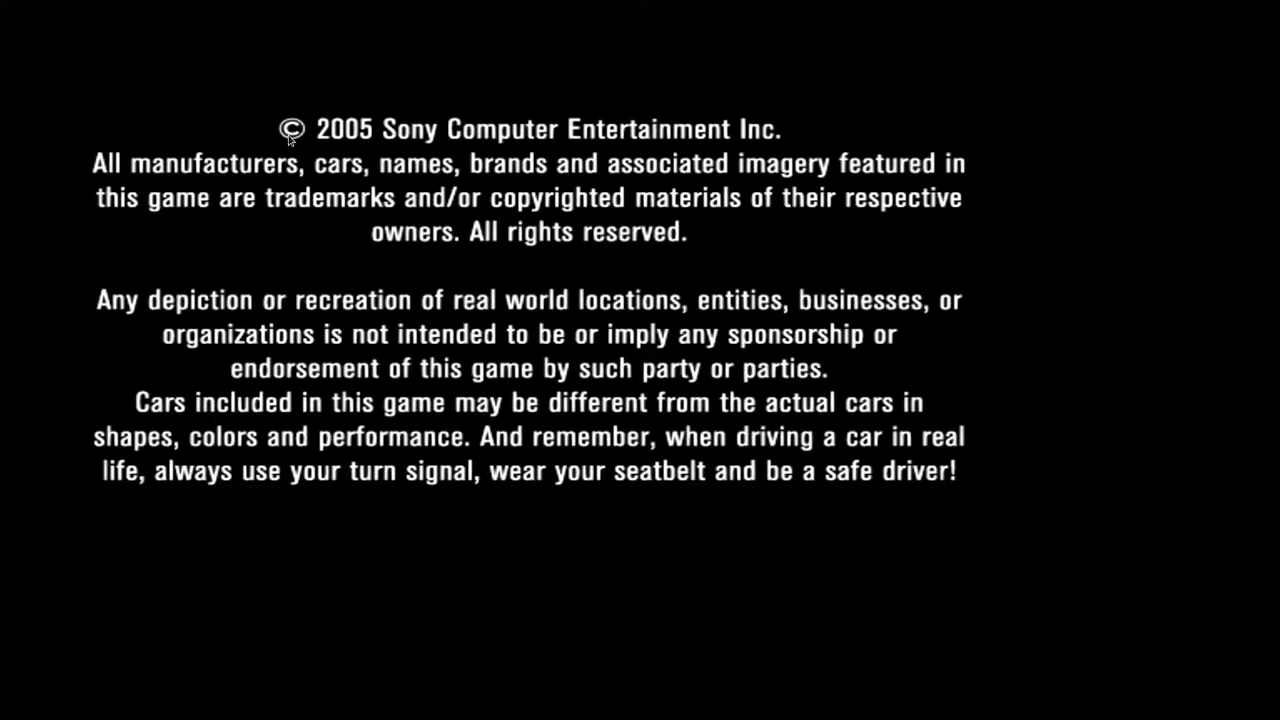 © 2005 Sony Computer Entertainment Inc.
All manufacturers, cars, names, brands and associated imagery featured in
this game are trademarks and/or copyrighted materials of their respective
owners. All rights reserved.
Any depiction or recreation of real world locations, entities, businesses, or
organizations is not intended to be or imply any sponsorship or
endorsement of this game by such party or parties.
Cars included in this game may be different from the actual cars in
shapes, colors and performance. And remember, when driving a car in real
life, always use your turn signal, wear your seatbelt and be a safe driver!